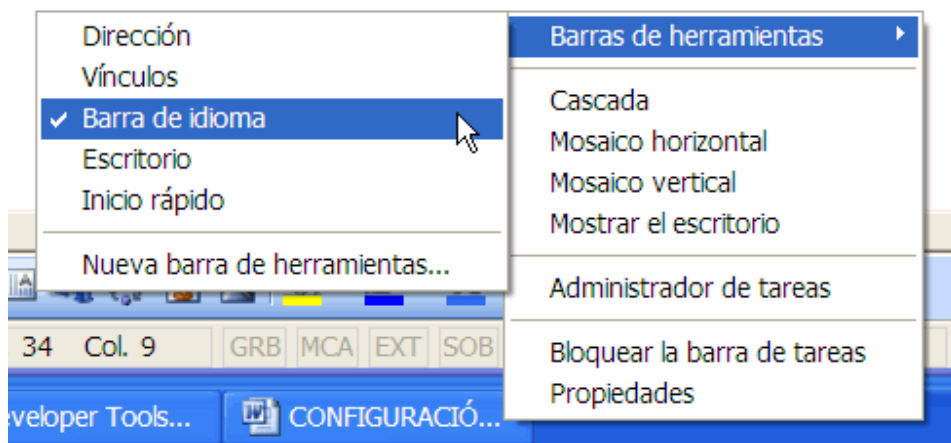 Dirección
Vínculos
Barra de idioma
Escritorio
Inicio rápido
Nueva barra de herramientas...
Barras de herramientas
Cascada
Mosaico horizontal
Mosaico vertical
Mostrar el escritorio
Administrador de tareas
Bloquear la barra de tareas
Propiedades
34 Col. 9 GRB MCA EXT SOB
eveloper Tools... CONFIGURACIÓ...